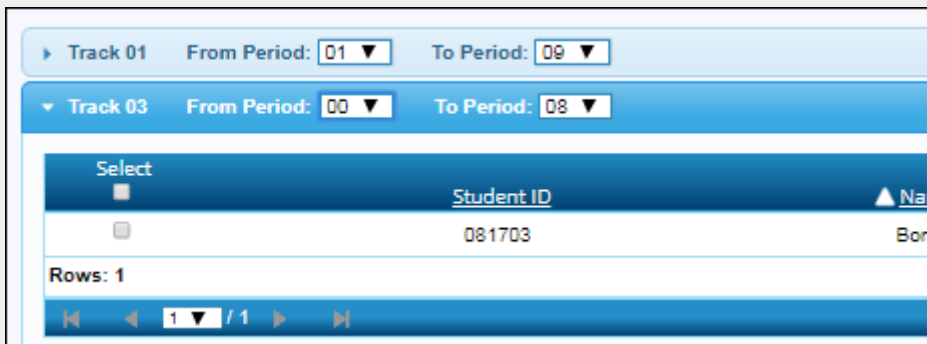 Track 01 From Period: 01 To Period: 09
Track 03 From Period: 00 To Period: 08
Select
Student ID
081703
Rows: 1
1 / 1